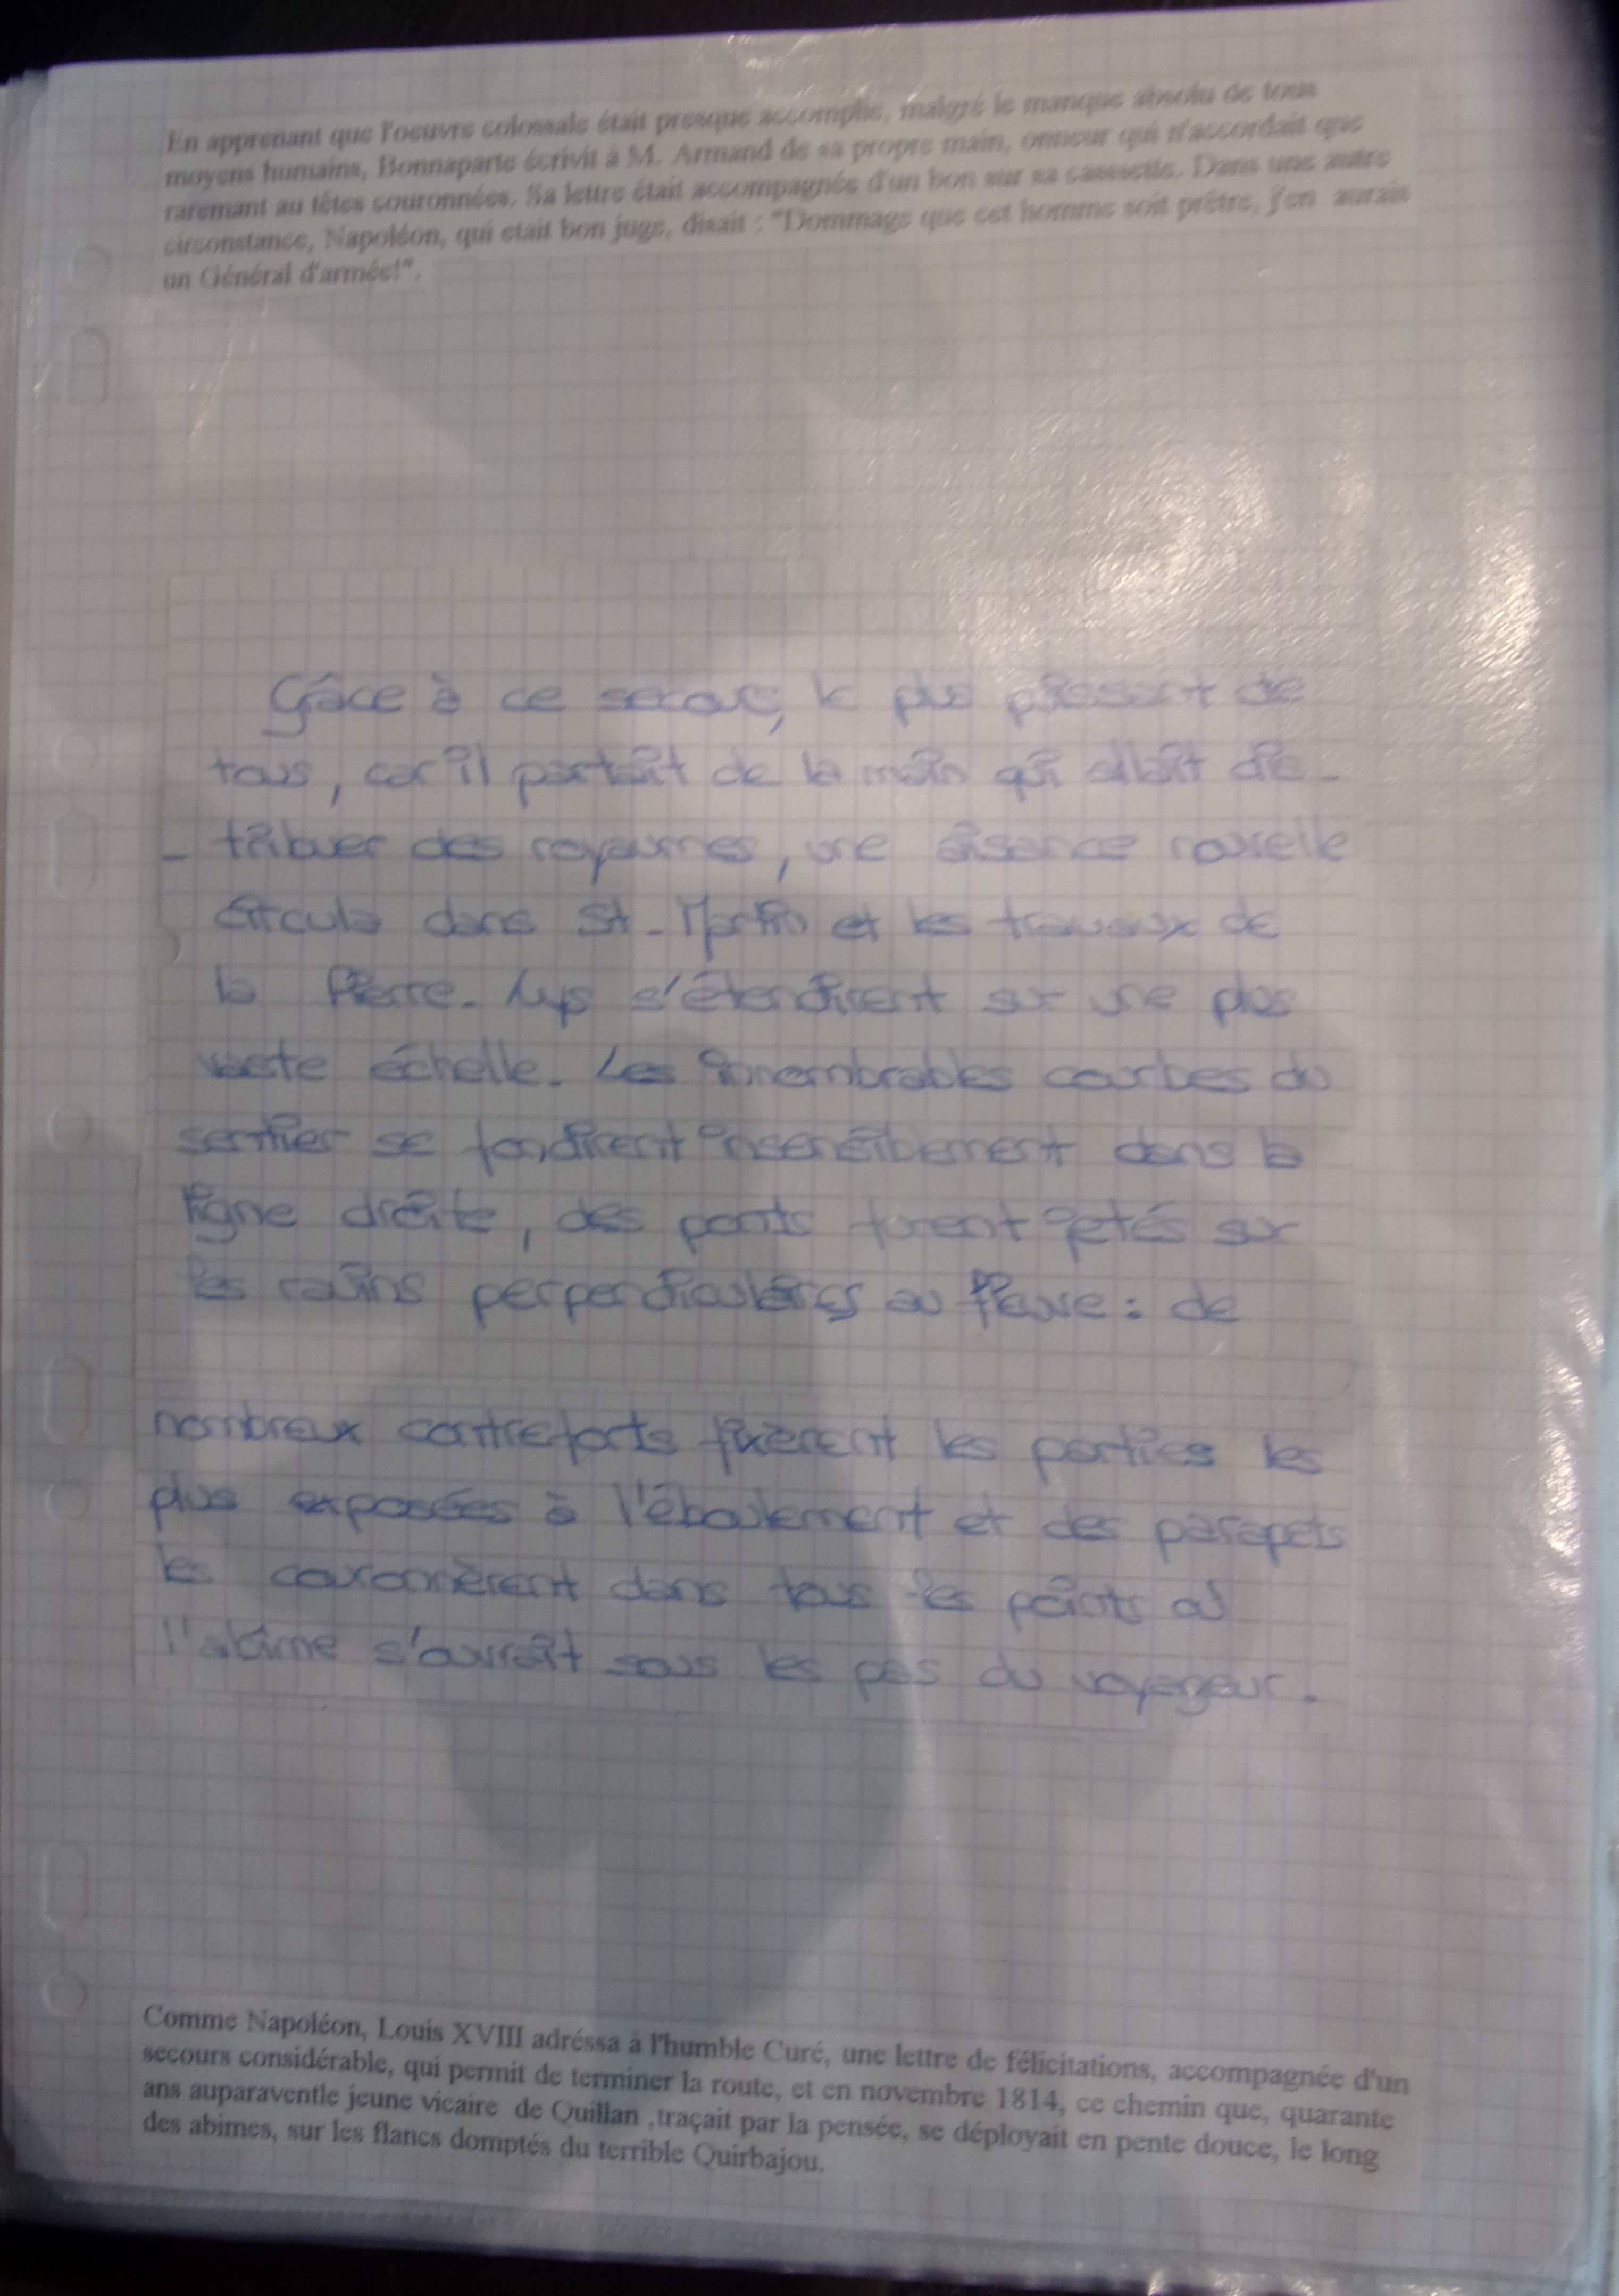 En apprenant que l'oeuvre colossale était presque accomplie, malgré le manque absolu de tous
moyens humains, Bonnaparte écrivit à M. Armand de sa propre main, onneur qui n'accordait que
raremant au têtes couronnées. Sa lettre était accompagnée d'un bon sur sa cassette. Dans une autre
circonstance, Napoléon, qui etait bon juge, disait : "Dommage que cet homme soit prêtre, j'en aurais
un Général d'armée!".
Grâce à ce secours, le plus puissant de
tous, car il partait de la main qui allait dis-
- tribuer des royaumes, une aisance nouvelle
circula dans St-Martin et les travaux de
la Pierre-Lys s'étendirent sur une plus
vaste échelle. Les innombrables courbes du
sentier se fondirent insensiblement dans la
ligne droite, des ponts furent jetés sur
les ravins perpendiculaires au fleuve : de
nombreux contreforts fixèrent les parties les
plus exposées à l'éboulement et des parapets
les couronnèrent dans tous les points où
l'abîme s'ouvrait sous les pas du voyageur.
Comme Napoléon, Louis XVIII adréssa à l'humble Curé, une lettre de félicitations, accompagnée d'un
secours considérable, qui permit de terminer la route, et en novembre 1814, ce chemin que, quarante
ans auparaventle jeune vicaire de Quillan ,traçait par la pensée, se déployait en pente douce, le long
des abimes, sur les flancs domptés du terrible Quirbajou.